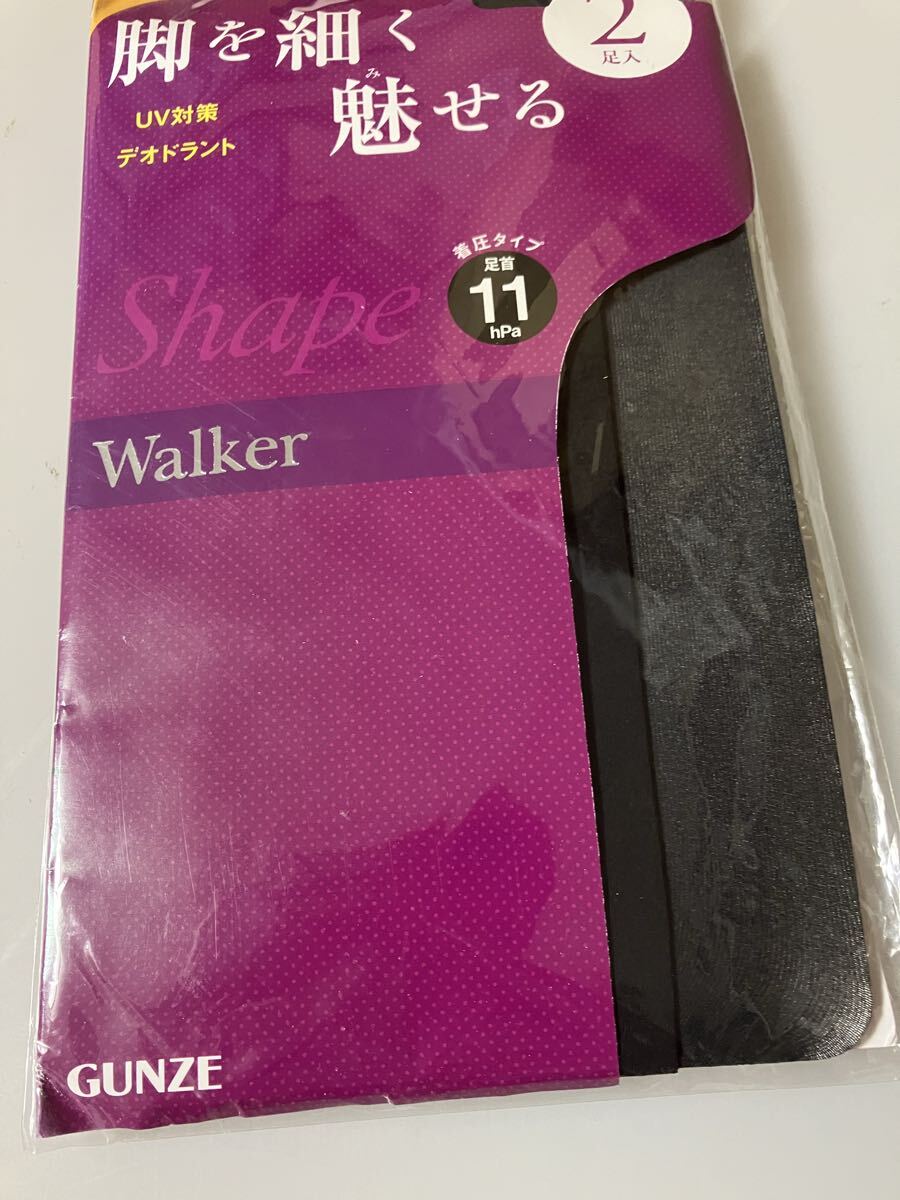 脚を細く
み
魅せる
2
足入
UV対策
デオドラント
着圧タイプ
足首
11
hPa
Shape
Walker
GUNZE